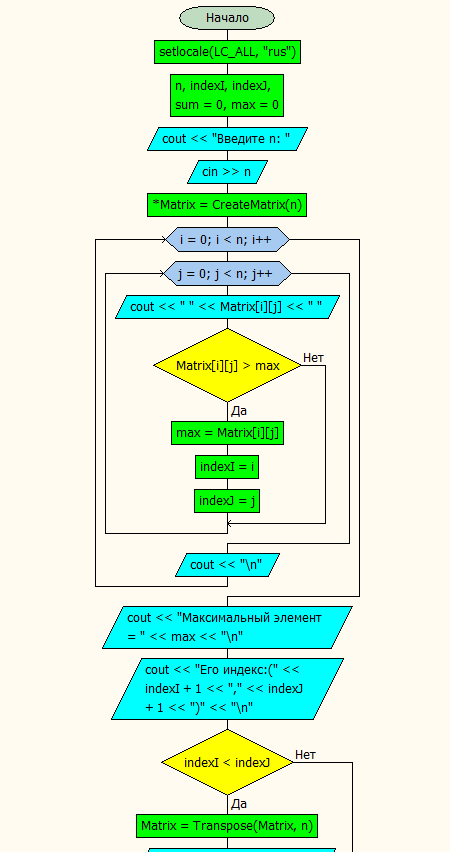 Начало
setlocale(LC_ALL, "rus")
n, indexI, indexJ,
sum = 0, max = 0
cout << "Введите n: "
cin >> n
*Matrix = CreateMatrix(n)
i = 0; i < n; i++
j = 0; j < n; j++
cout << " " << Matrix[i][j] << " "
Matrix[i][j] > max
Нет
Да
max = Matrix[i][j]
indexI = i
indexJ = j
cout << "\n"
cout << "Максимальный элемент
= " << max << "\n"
cout << "Его индекс:(" <<
indexI + 1 << "," << indexJ
+ 1 << ")" << "\n"
indexI < indexJ
Нет
Да
Matrix = Transpose(Matrix, n)